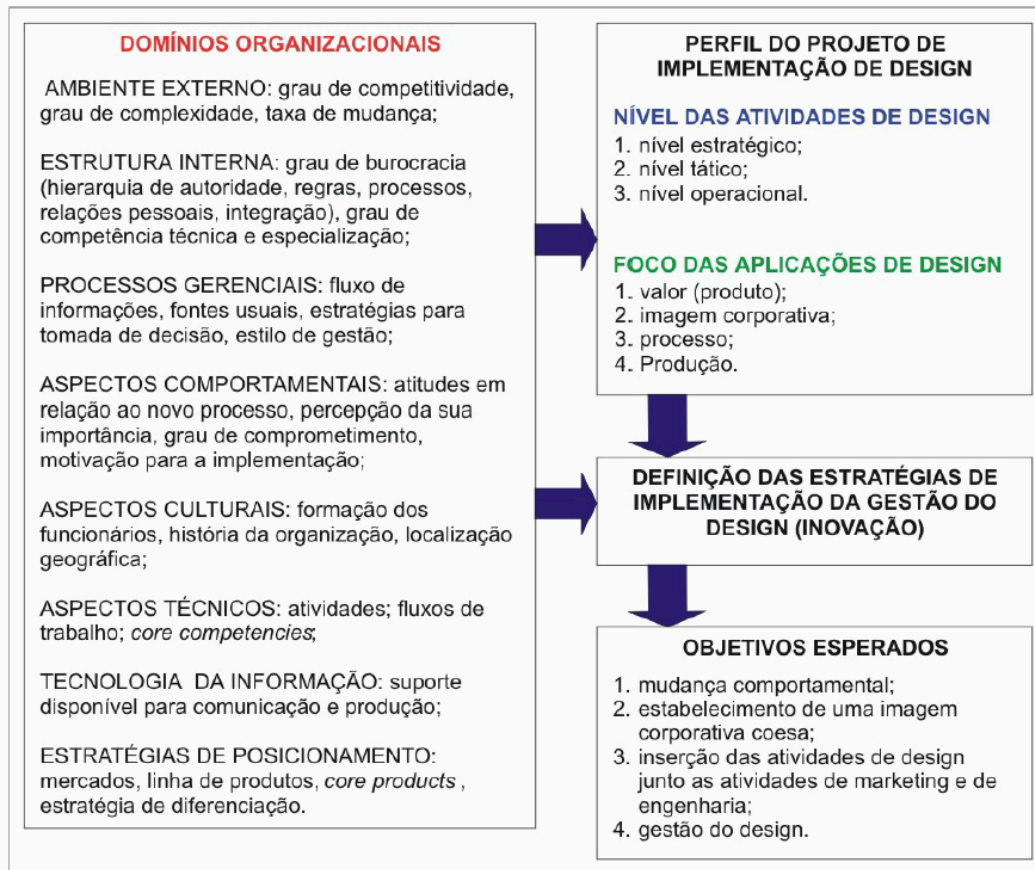 DOMÍNIOS ORGANIZACIONAIS
AMBIENTE EXTERNO: grau de competitividade,
grau de complexidade, taxa de mudança;
ESTRUTURA INTERNA: grau de burocracia
(hierarquia de autoridade, regras, processos,
relações pessoais, integração), grau de
competência técnica e especialização;
PROCESSOS GERENCIAIS: fluxo de
informações, fontes usuais, estratégias para
tomada de decisão, estilo de gestão;
ASPECTOS COMPORTAMENTAIS: atitudes em
relação ao novo processo, percepção da sua
importância, grau de comprometimento,
motivação para a implementação;
ASPECTOS CULTURAIS: formação dos
funcionários, história da organização, localização
geográfica;
ASPECTOS TÉCNICOS: atividades; fluxos de
trabalho; core competencies;
TECNOLOGIA DA INFORMAÇÃO: suporte
disponível para comunicação e produção;
ESTRATÉGIAS DE POSICIONAMENTO:
mercados, linha de produtos, core products ,
estratégia de diferenciação.
PERFIL DO PROJETO DE
IMPLEMENTAÇÃO DE DESIGN
NÍVEL DAS ATIVIDADES DE DESIGN
1. nível estratégico;
2. nível tático;
3. nível operacional.
FOCO DAS APLICAÇÕES DE DESIGN
1. valor (produto);
2. imagem corporativa;
3. processo;
4. Produção.
DEFINIÇÃO DAS ESTRATÉGIAS DE
IMPLEMENTAÇÃO DA GESTÃO DO
DESIGN (INOVAÇÃO)
OBJETIVOS ESPERADOS
1. mudança comportamental;
2. estabelecimento de uma imagem
corporativa coesa;
3. inserção das atividades de design
junto as atividades de marketing e de
engenharia;
4. gestão do design.